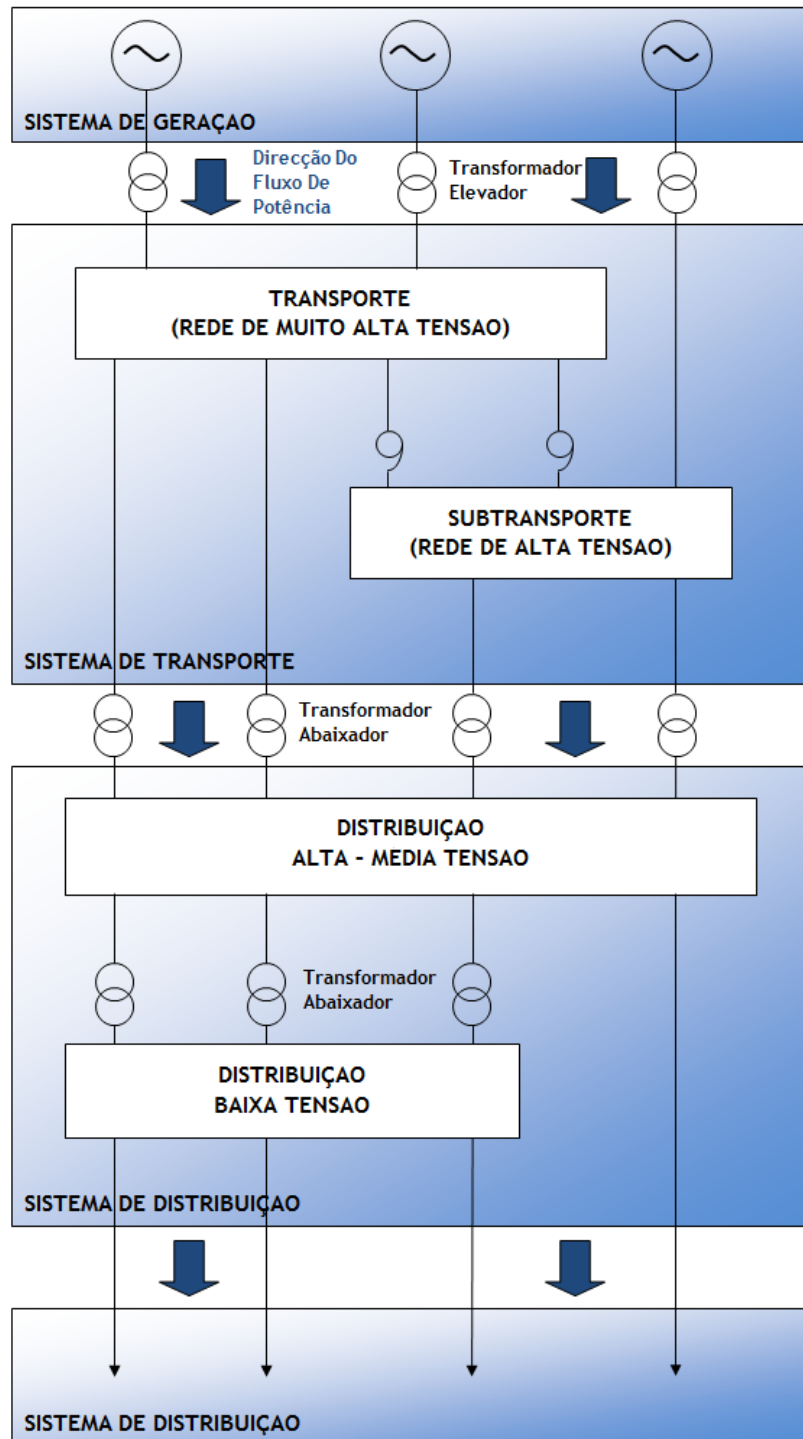 SISTEMA DE GERAÇAO
Direcção Do
Fluxo De
Potência
Transformador
Elevador
TRANSPORTE
(REDE DE MUITO ALTA TENSAO)
SUBTRANSPORTE
(REDE DE ALTA TENSAO)
SISTEMA DE TRANSPORTE
Transformador
Abaixador
DISTRIBUIÇAO
ALTA - MEDIA TENSAO
Transformador
Abaixador
DISTRIBUIÇAO
BAIXA TENSAO
SISTEMA DE DISTRIBUIÇAO
SISTEMA DE DISTRIBUIÇAO